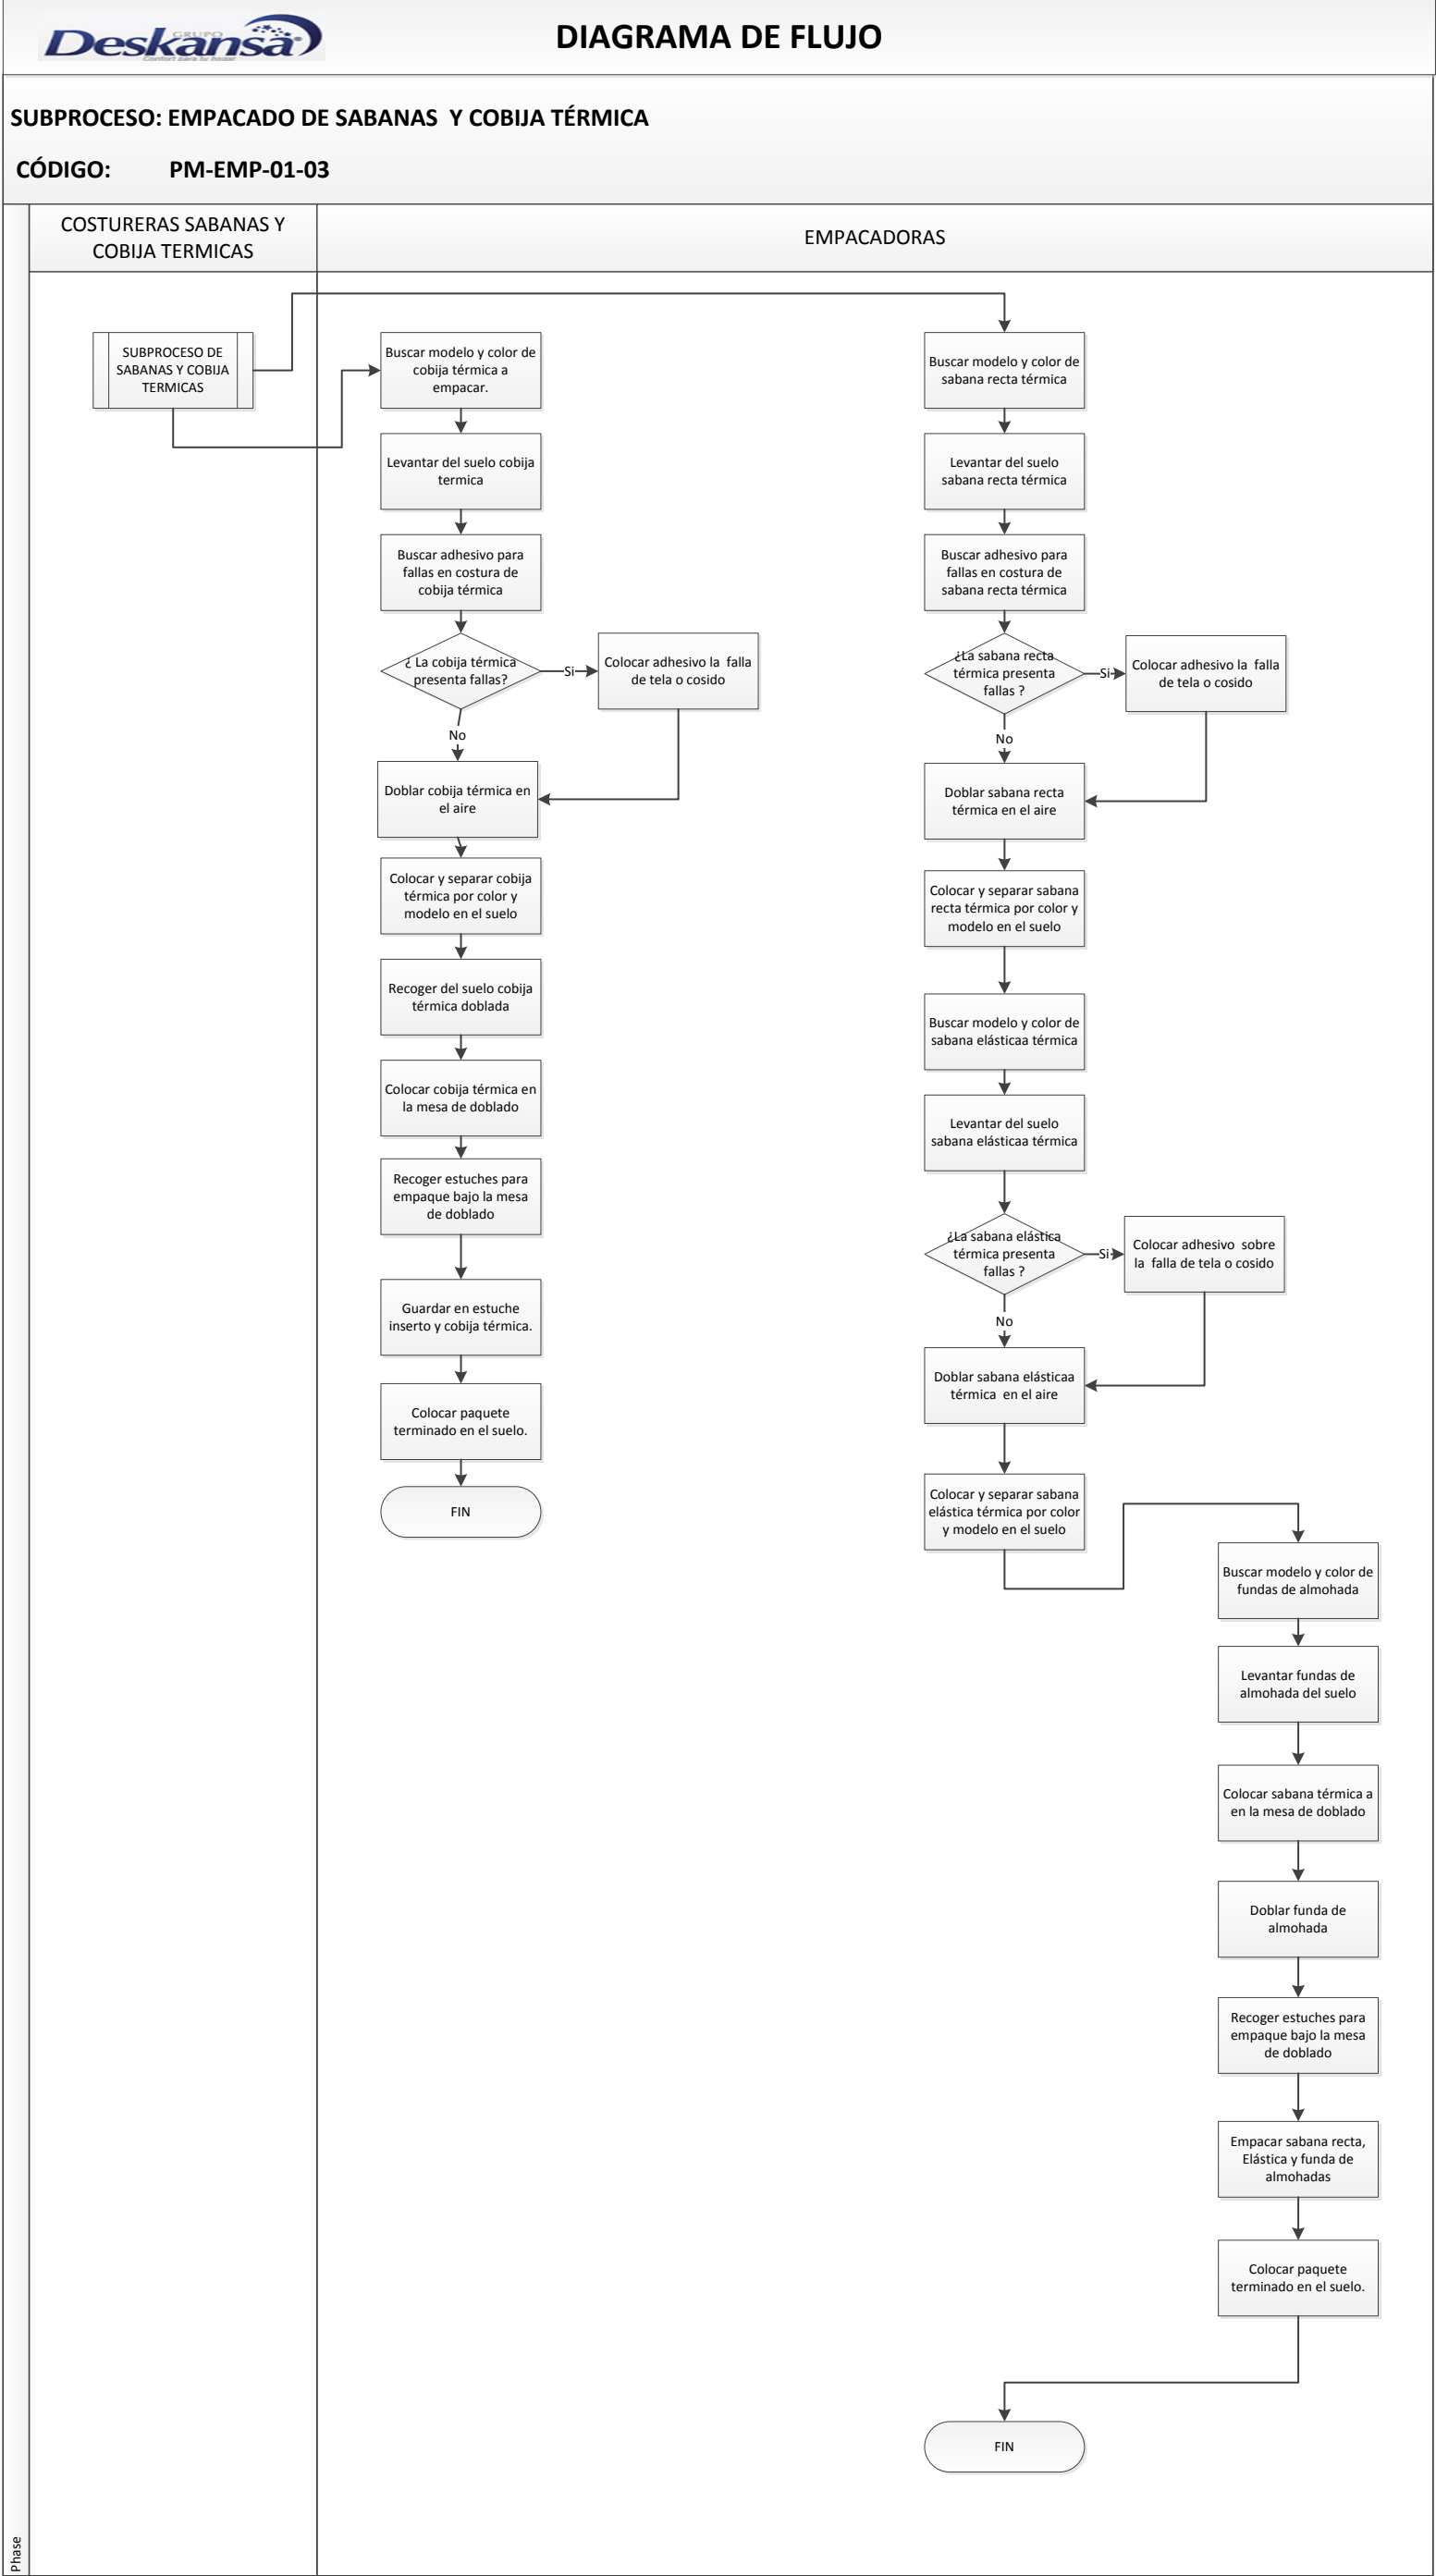 GRUPO
Deskansa
Confort para tu hogar
DIAGRAMA DE FLUJO
SUBPROCESO: EMPACADO DE SABANAS Y COBIJA TÉRMICA
CÓDIGO: PM-EMP-01-03
COSTURERAS SABANAS Y
COBIJA TERMICAS
EMPACADORAS
SUBPROCESO DE
SABANAS Y COBIJA
TERMICAS
Buscar modelo y color de
cobija térmica a
empacar.
Levantar del suelo cobija
termica
Buscar adhesivo para
fallas en costura de
cobija térmica
¿ La cobija térmica
presenta fallas?
Si
Colocar adhesivo la falla
de tela o cosido
No
Doblar cobija térmica en
el aire
Colocar y separar cobija
térmica por color y
modelo en el suelo
Recoger del suelo cobija
térmica doblada
Colocar cobija térmica en
la mesa de doblado
Recoger estuches para
empaque bajo la mesa
de doblado
Guardar en estuche
inserto y cobija térmica.
Colocar paquete
terminado en el suelo.
FIN
Buscar modelo y color de
sabana recta térmica
Levantar del suelo
sabana recta térmica
Buscar adhesivo para
fallas en costura de
sabana recta térmica
¿La sabana recta
térmica presenta
fallas ?
Si
Colocar adhesivo la falla
de tela o cosido
No
Doblar sabana recta
térmica en el aire
Colocar y separar sabana
recta térmica por color y
modelo en el suelo
Buscar modelo y color de
sabana elásticaa térmica
Levantar del suelo
sabana elásticaa térmica
¿La sabana elástica
térmica presenta
fallas ?
Si
Colocar adhesivo sobre
la falla de tela o cosido
No
Doblar sabana elásticaa
térmica en el aire
Colocar y separar sabana
elástica térmica por color
y modelo en el suelo
Buscar modelo y color de
fundas de almohada
Levantar fundas de
almohada del suelo
Colocar sabana térmica a
en la mesa de doblado
Doblar funda de
almohada
Recoger estuches para
empaque bajo la mesa
de doblado
Empacar sabana recta,
Elástica y funda de
almohadas
Colocar paquete
terminado en el suelo.
FIN
Phase